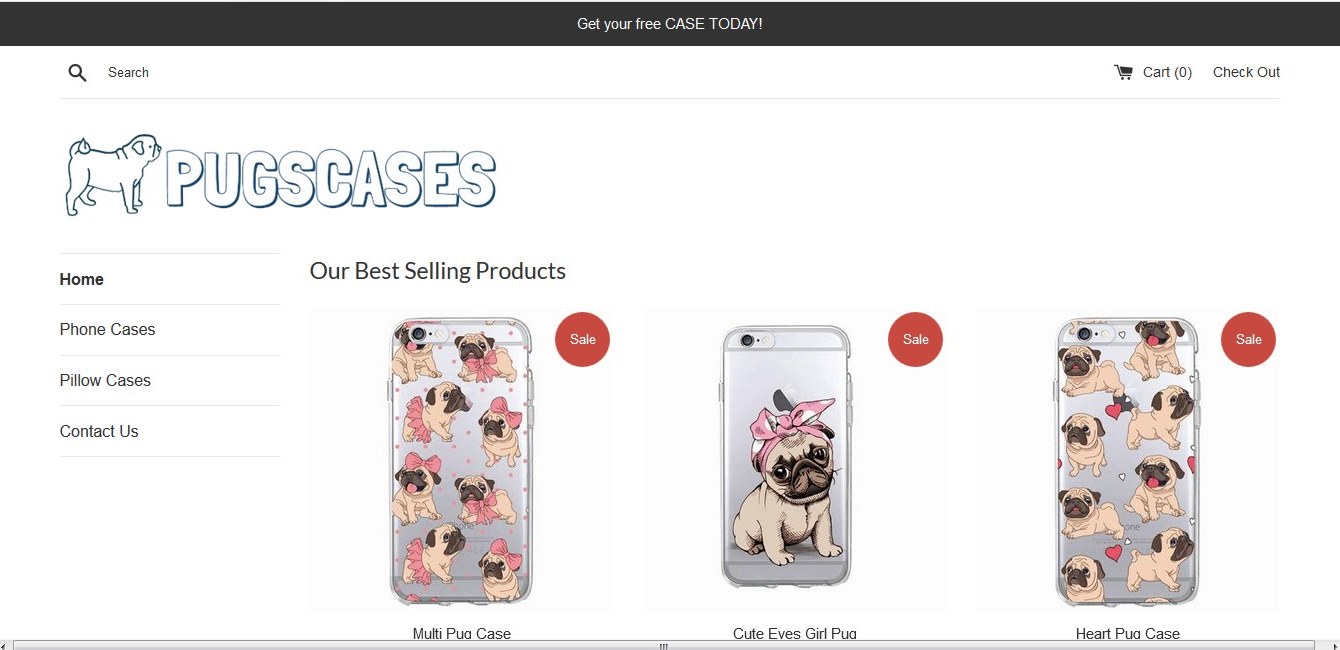 Get your free CASE TODAY!
Search
Cart (0) Check Out
PUGSCASES
Home
Phone Cases
Pillow Cases
Contact Us
Our Best Selling Products
Sale
Sale
Sale
Multi Pug Case
Cute Eyes Girl Pug
Heart Pug Case